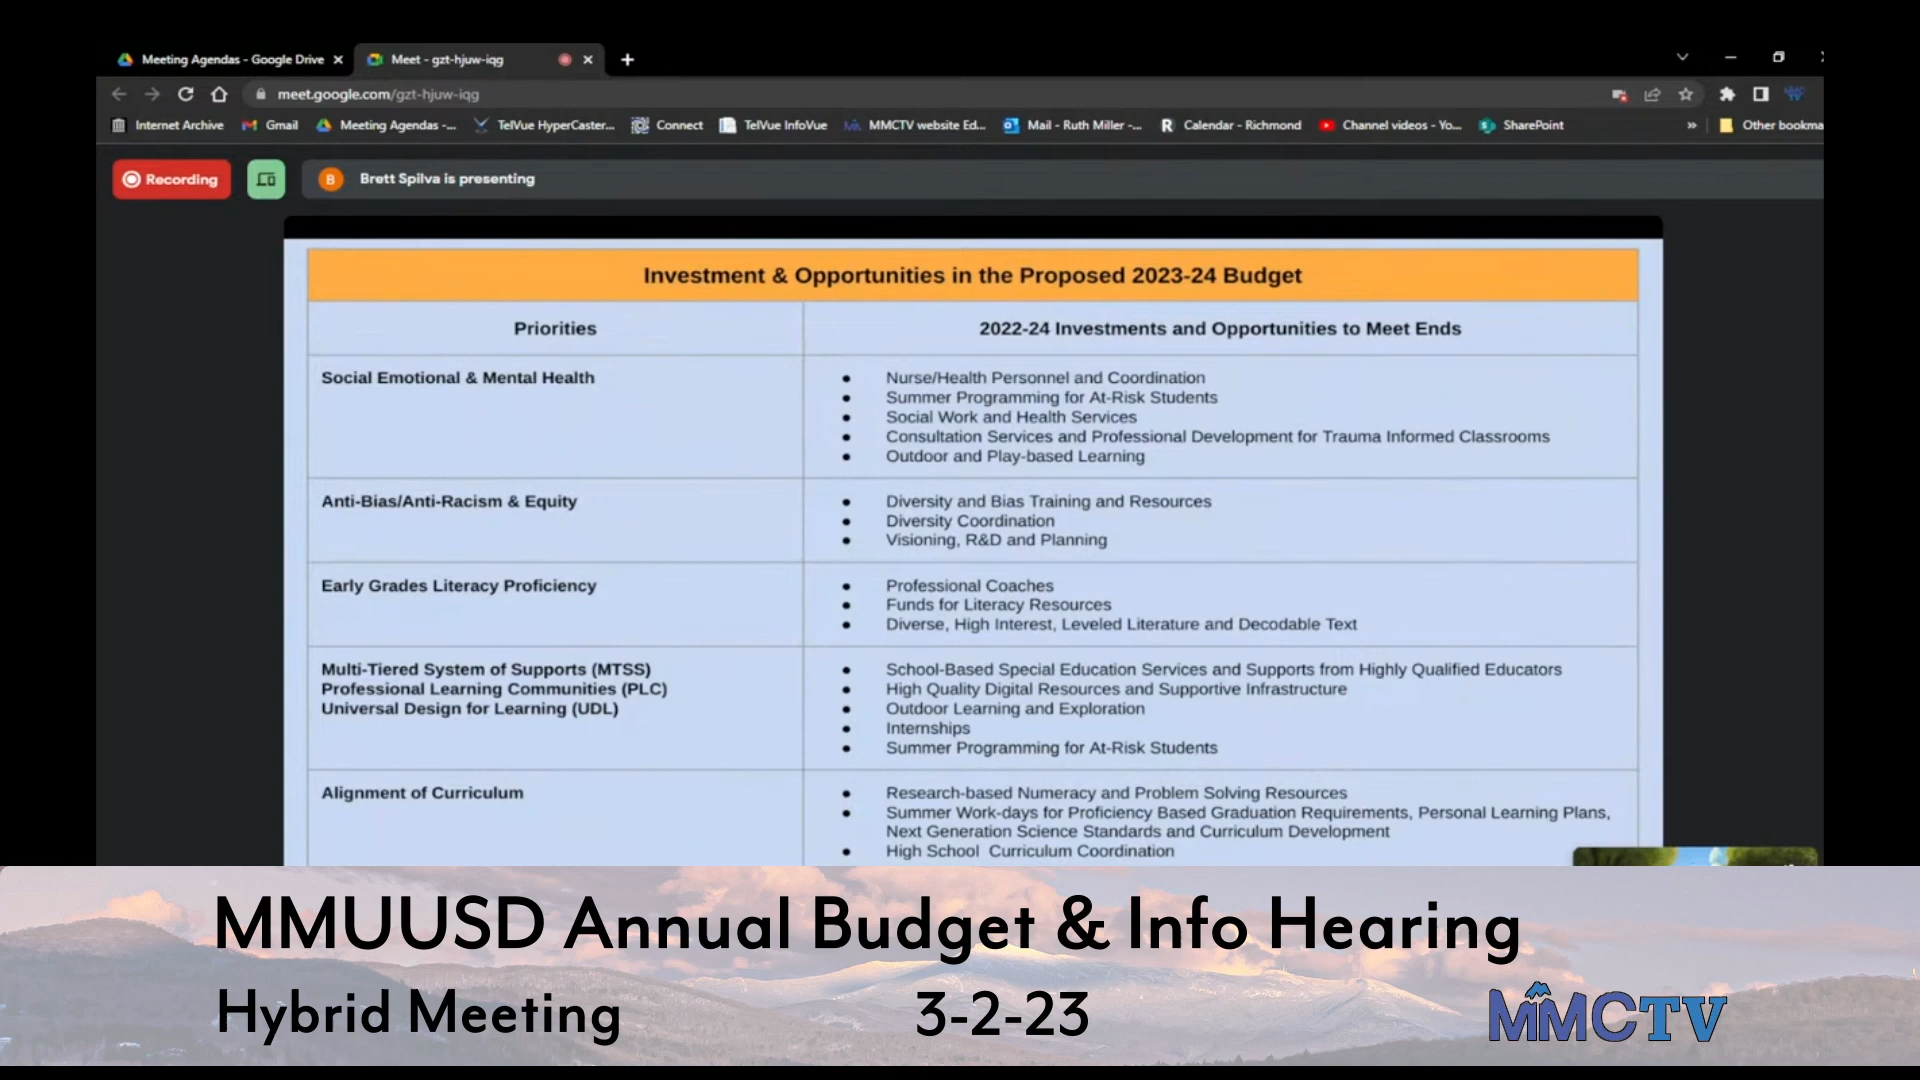 Meeting Agendas - Google Drive
Meet - gzt-hjuw-iqg
meet.google.com/gzt-hjuw-iqg
Internet Archive
Gmail
Meeting Agendas -...
TelVue HyperCaster...
Connect
TelVue InfoVue
MMCTV website Ed...
Mail - Ruth Miller -...
R Calendar - Richmond
Channel videos - Yo...
SharePoint
» Other bookma
Recording
B Brett Spilva is presenting
Investment & Opportunities in the Proposed 2023-24 Budget
Priorities
2022-24 Investments and Opportunities to Meet Ends
Social Emotional & Mental Health
● Nurse/Health Personnel and Coordination
● Summer Programming for At-Risk Students
● Social Work and Health Services
● Consultation Services and Professional Development for Trauma Informed Classrooms
● Outdoor and Play-based Learning
Anti-Bias/Anti-Racism & Equity
● Diversity and Bias Training and Resources
● Diversity Coordination
● Visioning, R&D and Planning
Early Grades Literacy Proficiency
● Professional Coaches
● Funds for Literacy Resources
● Diverse, High Interest, Leveled Literature and Decodable Text
Multi-Tiered System of Supports (MTSS)
Professional Learning Communities (PLC)
Universal Design for Learning (UDL)
● School-Based Special Education Services and Supports from Highly Qualified Educators
● High Quality Digital Resources and Supportive Infrastructure
● Outdoor Learning and Exploration
● Internships
● Summer Programming for At-Risk Students
Alignment of Curriculum
● Research-based Numeracy and Problem Solving Resources
● Summer Work-days for Proficiency Based Graduation Requirements, Personal Learning Plans,
Next Generation Science Standards and Curriculum Development
● High School Curriculum Coordination
MMUUSD Annual Budget & Info Hearing
Hybrid Meeting
3-2-23
MMCTV